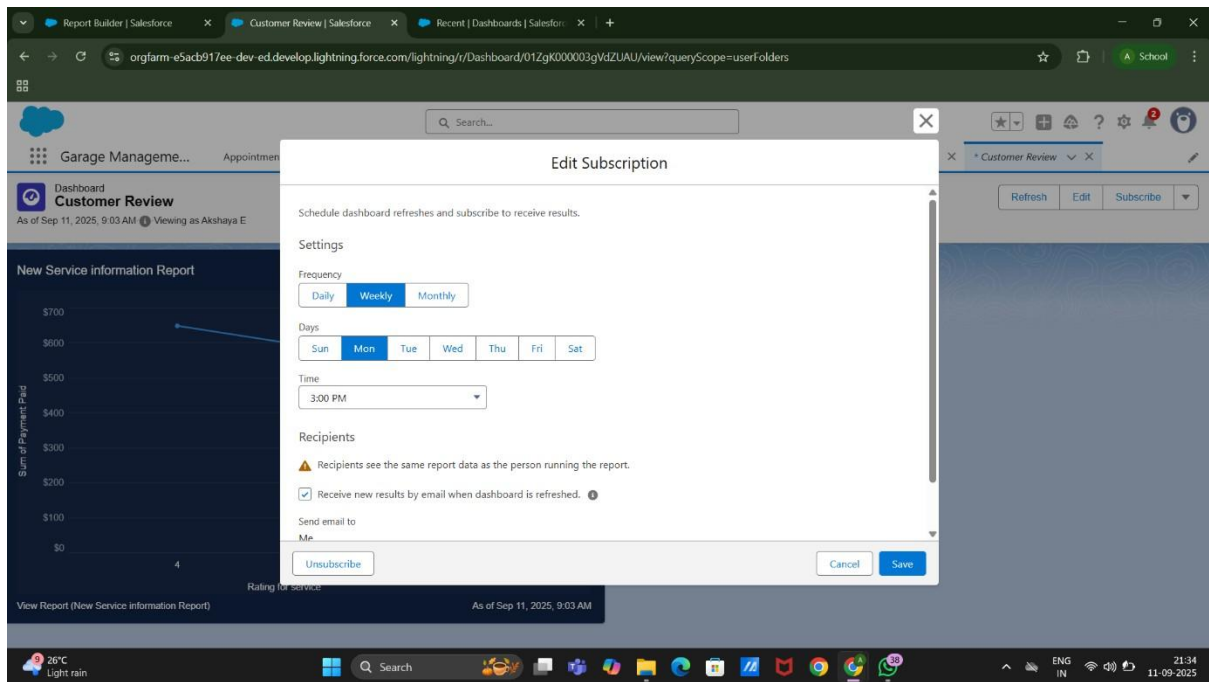 Report Builder | Salesforce
Customer Review | Salesforce
Recent | Dashboards | Salesforc
orgfarm-e5acb917ee-dev-ed.develop.lightning.force.com/lightning/r/Dashboard/01ZgK000003gVdZUAU/view?queryScope=userFolders
A School
Search...
2
Garage Manageme...
Appointmen
* Customer Review
Dashboard
Customer Review
As of Sep 11, 2025, 9:03 AM Viewing as Akshaya E
Refresh
Edit
Subscribe
Edit Subscription
Schedule dashboard refreshes and subscribe to receive results.
Settings
Frequency
Daily Weekly Monthly
Days
Sun Mon Tue Wed Thu Fri Sat
Time
3:00 PM
Recipients
Recipients see the same report data as the person running the report.
Receive new results by email when dashboard is refreshed.
Send email to
Me
Unsubscribe
Cancel
Save
New Service information Report
$700
$600
$500
$400
$300
$200
$100
$0
Sum of Payment Paid
4
Rating for service
View Report (New Service information Report)
As of Sep 11, 2025, 9:03 AM
9
26°C
Light rain
Search
38
ENG
IN
21:34
11-09-2025